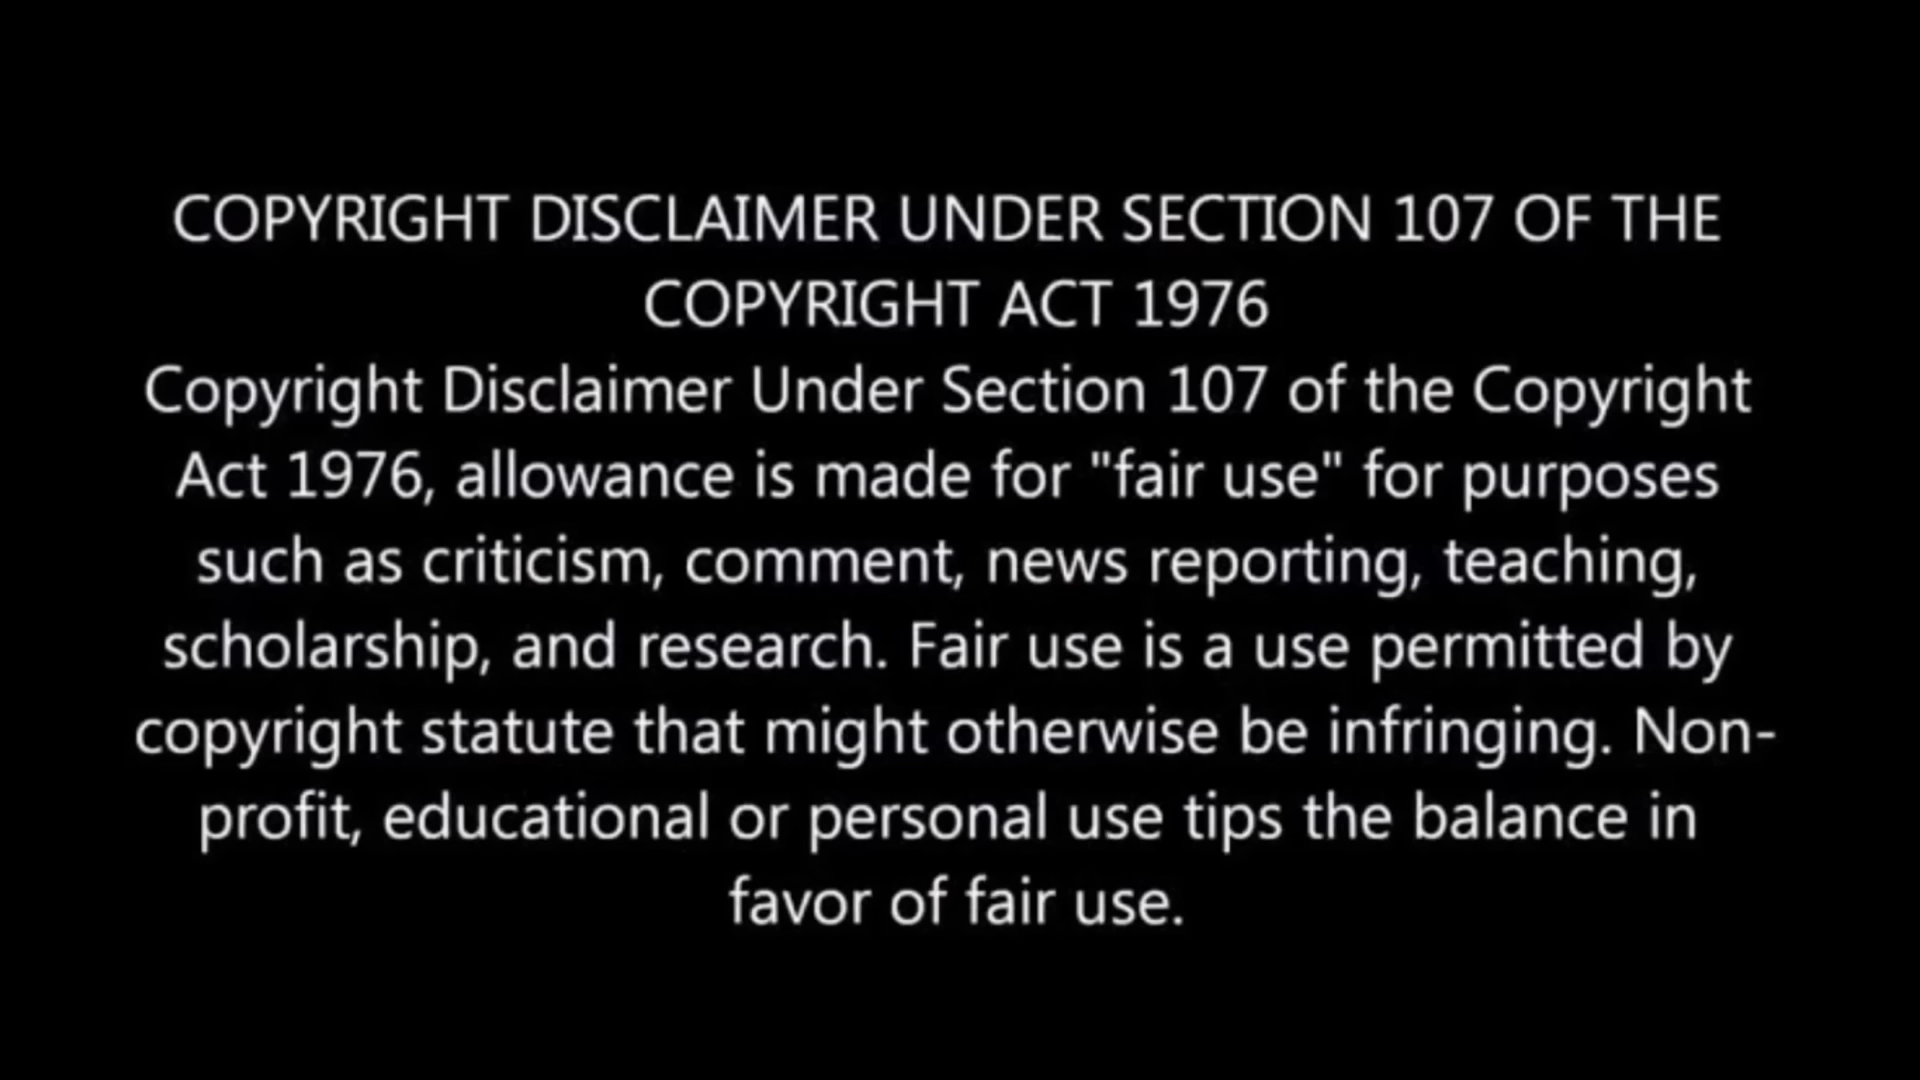 COPYRIGHT DISCLAIMER UNDER SECTION 107 OF THE
COPYRIGHT ACT 1976
Copyright Disclaimer Under Section 107 of the Copyright
Act 1976, allowance is made for "fair use" for purposes
such as criticism, comment, news reporting, teaching,
scholarship, and research. Fair use is a use permitted by
copyright statute that might otherwise be infringing. Non-
profit, educational or personal use tips the balance in
favor of fair use.